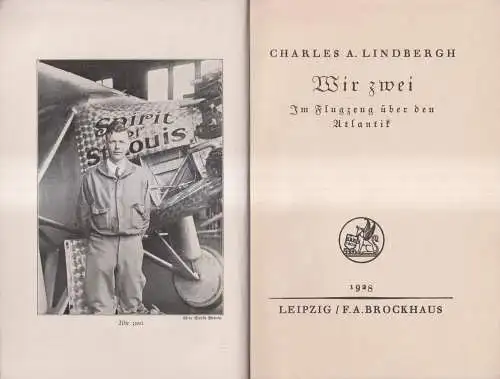 Spirit
of
St. Louis
Wir zwei
CHARLES A. LINDBERGH
Wir zwei
Im Flugzeug über den
Atlantik
1928
LEIPZIG / F. A. BROCKHAUS